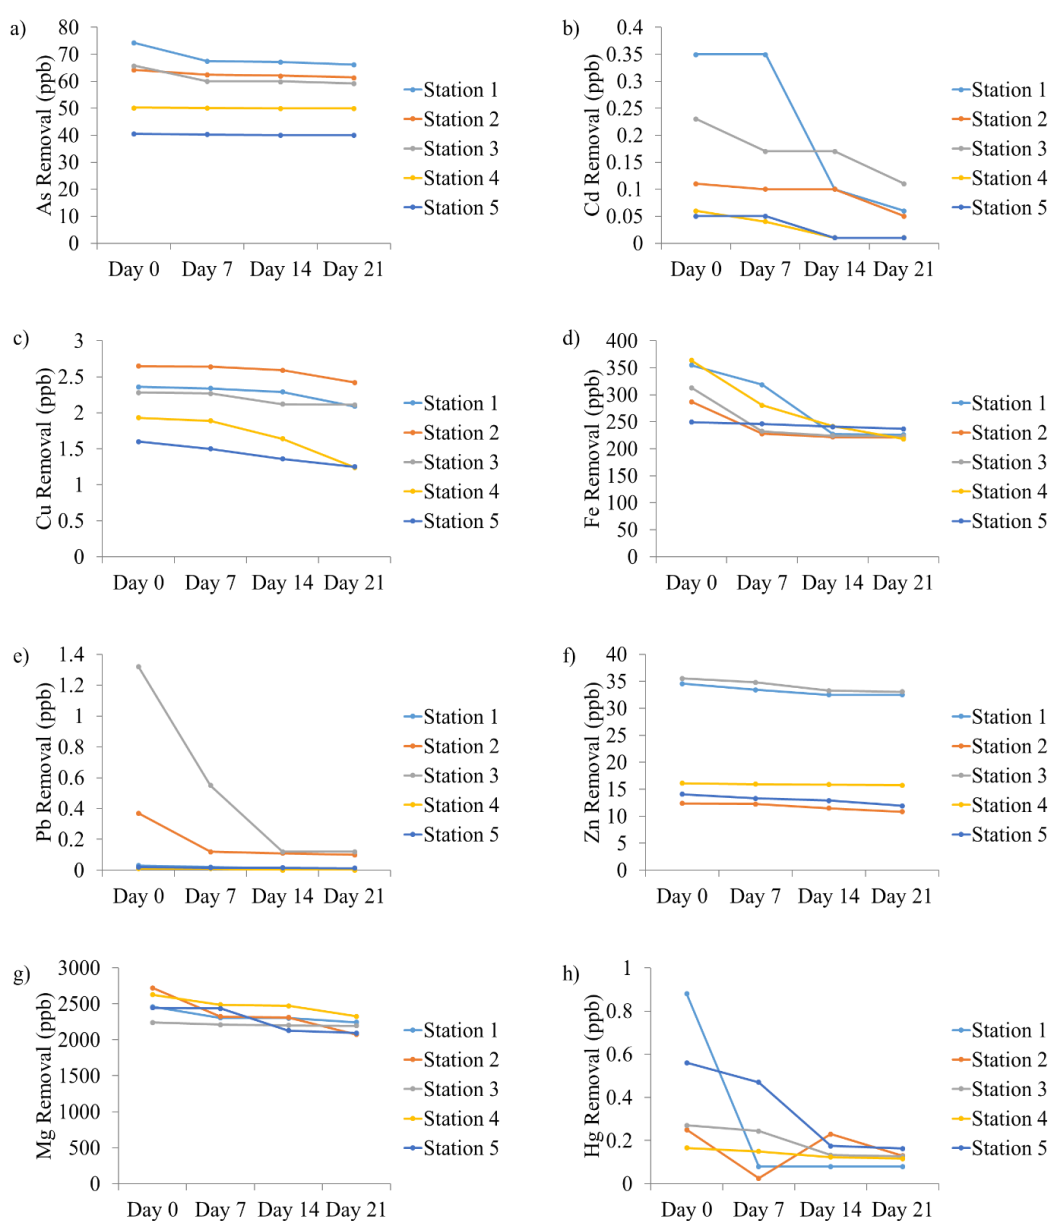 a)
As Removal (ppb)
80
70
60
50
40
30
20
10
0
Day 0 Day 7 Day 14 Day 21
Station 1
Station 2
Station 3
Station 4
Station 5
b)
Cd Removal (ppb)
0.4
0.35
0.3
0.25
0.2
0.15
0.1
0.05
0
Day 0 Day 7 Day 14 Day 21
Station 1
Station 2
Station 3
Station 4
Station 5
c)
Cu Removal (ppb)
3
2.5
2
1.5
1
0.5
0
Day 0 Day 7 Day 14 Day 21
Station 1
Station 2
Station 3
Station 4
Station 5
d)
Fe Removal (ppb)
400
350
300
250
200
150
100
50
0
Day 0 Day 7 Day 14 Day 21
Station 1
Station 2
Station 3
Station 4
Station 5
e)
Pb Removal (ppb)
1.4
1.2
1
0.8
0.6
0.4
0.2
0
Day 0 Day 7 Day 14 Day 21
Station 1
Station 2
Station 3
Station 4
Station 5
f)
Zn Removal (ppb)
40
35
30
25
20
15
10
5
0
Day 0 Day 7 Day 14 Day 21
Station 1
Station 2
Station 3
Station 4
Station 5
g)
Mg Removal (ppb)
3000
2500
2000
1500
1000
500
0
Day 0 Day 7 Day 14 Day 21
Station 1
Station 2
Station 3
Station 4
Station 5
h)
Hg Removal (ppb)
1
0.8
0.6
0.4
0.2
0
Day 0 Day 7 Day 14 Day 21
Station 1
Station 2
Station 3
Station 4
Station 5